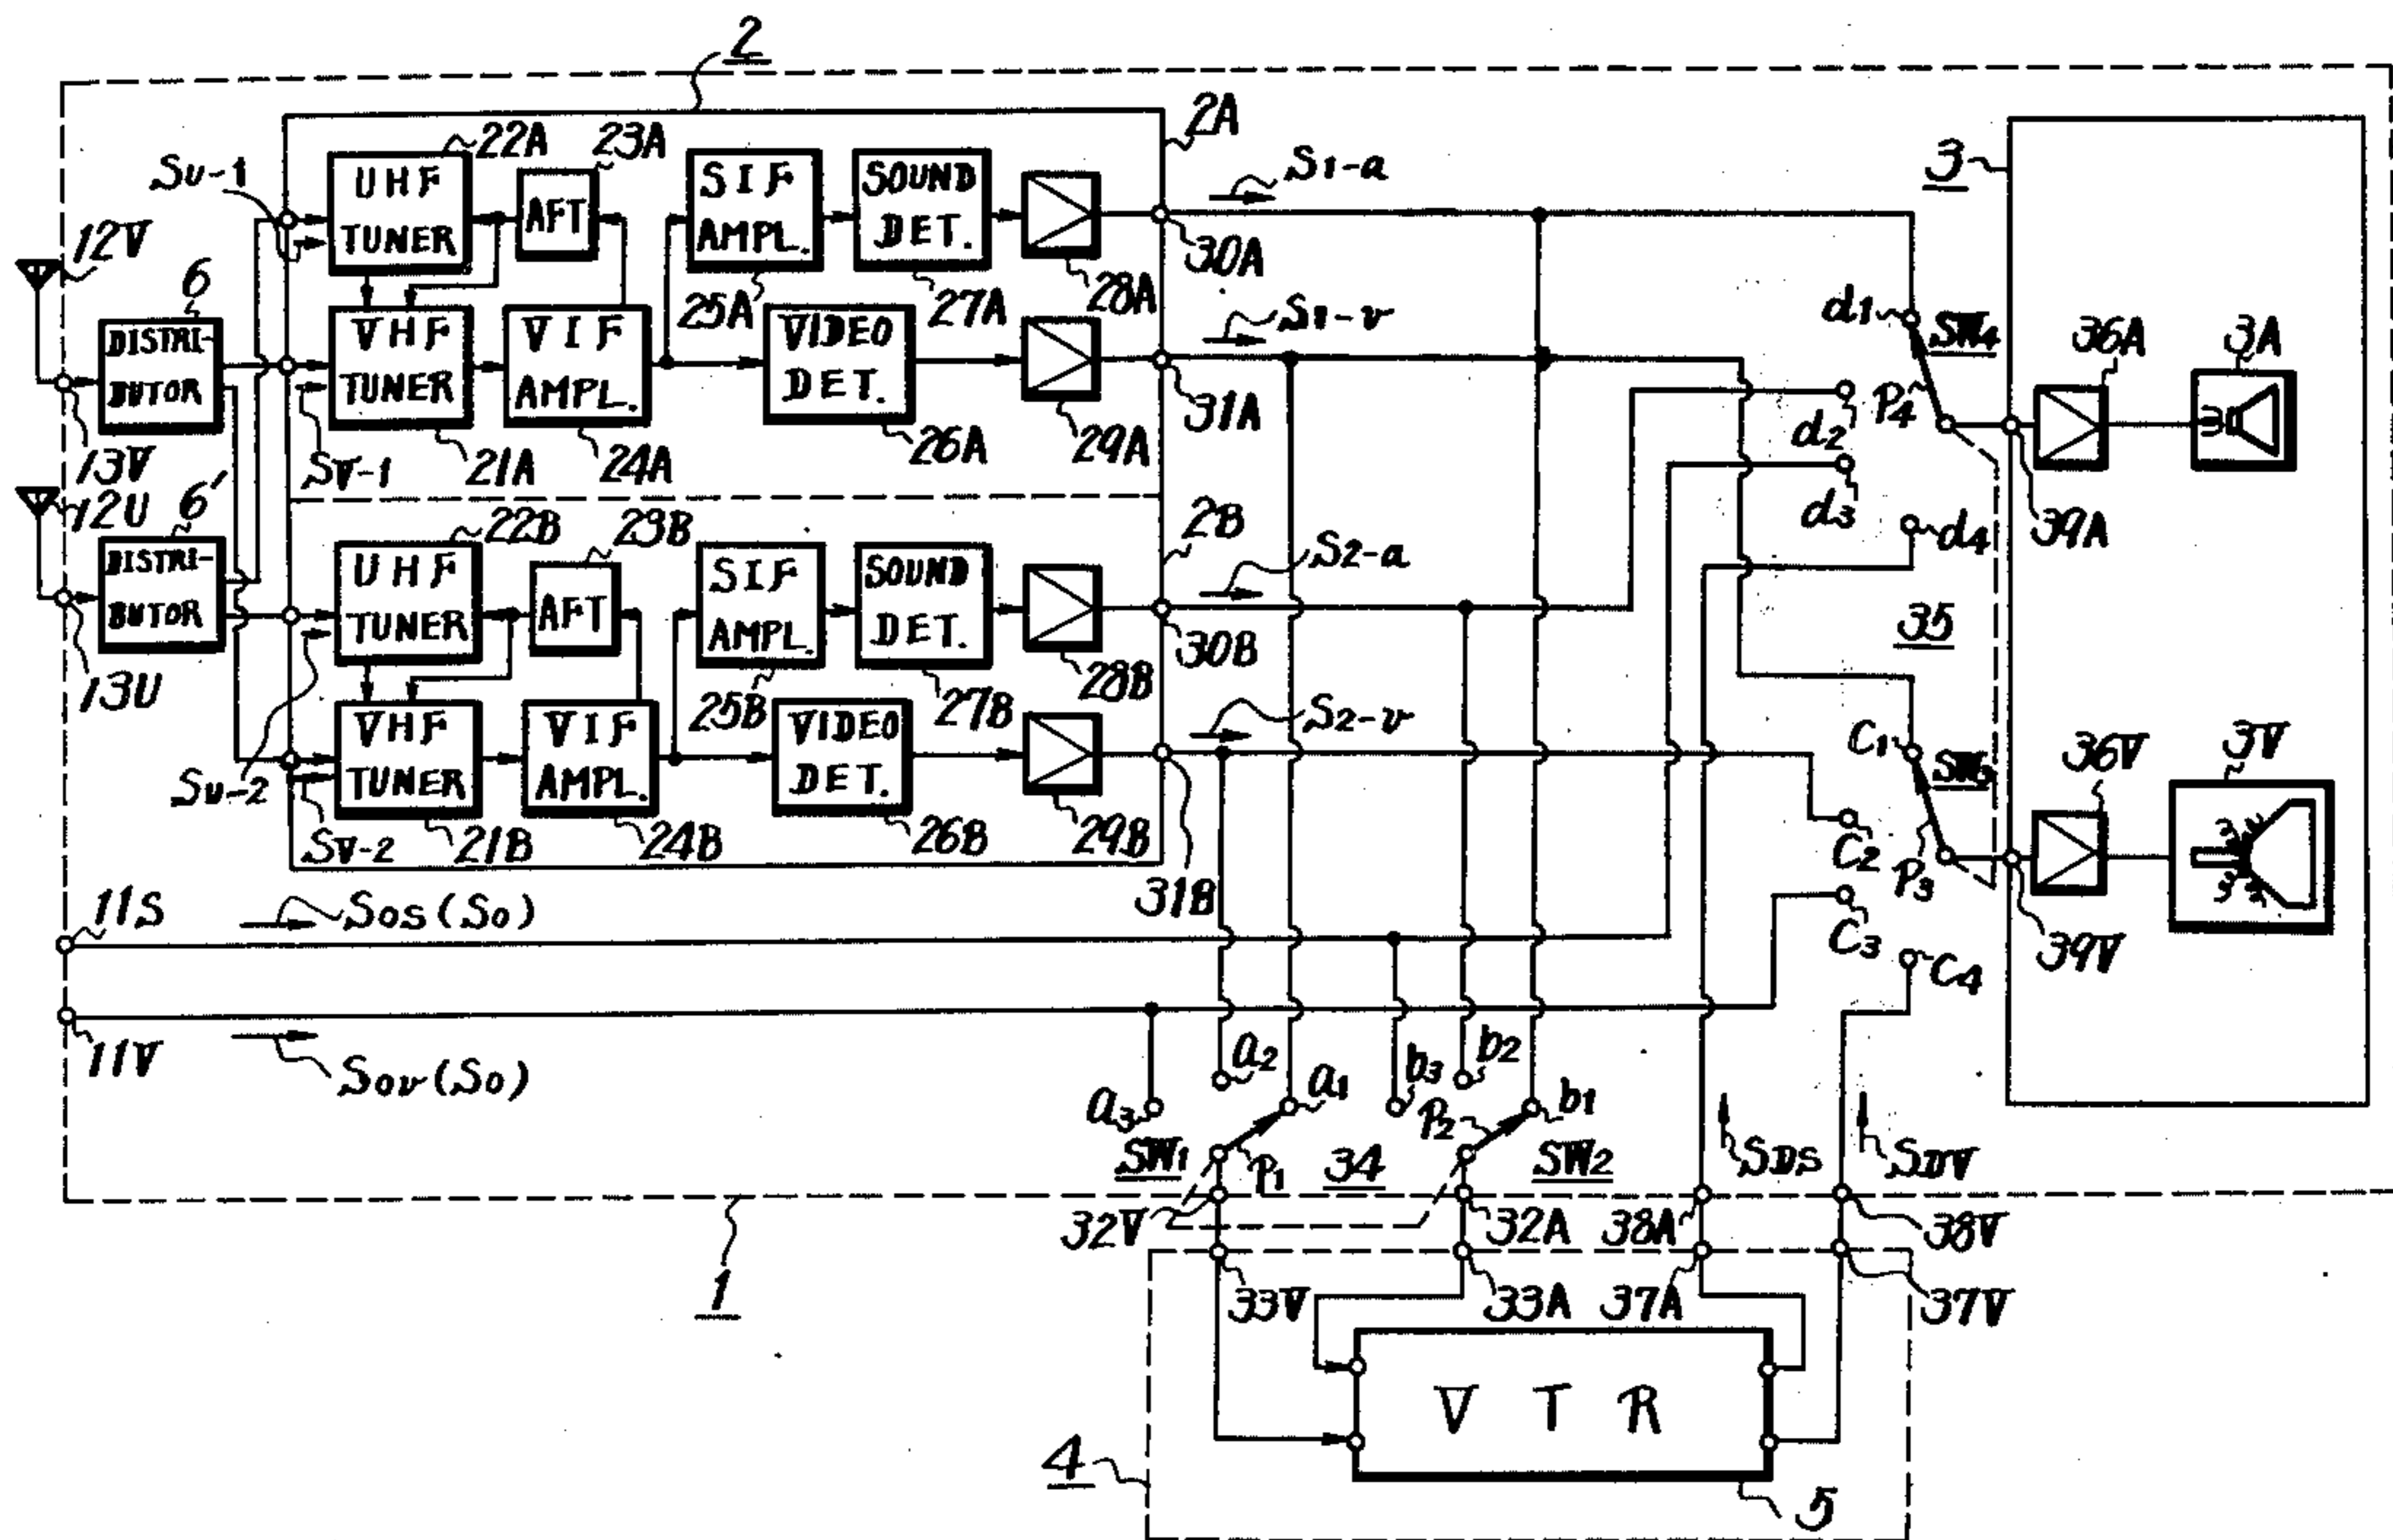 2
2A
22A
23A
Su-1
UHF
TUNER
AFT
SIF
AMPL.
SOUND
DET.
S1-a
3
12V
6
30A
28A
DISTRI-
BUTOR
VHF
TUNER
VIF
AMPL.
25A
27A
VIDEO
DET.
S1-v
d1
SW4
36A
3A
P4
13V
Sv-1
21A
24A
26A
29A
31A
d2
12U
6'
22B
23B
2B
d3
d4
39A
DISTRI-
BUTOR
UHF
TUNER
AFT
SIF
AMPL.
SOUND
DET.
S2-a
35
30B
28B
13U
VHF
TUNER
VIF
AMPL.
25B
27B
VIDEO
DET.
S2-v
C1
SW3
36V
3V
Su-2
Sv-2
21B
24B
26B
29B
31B
C2
P3
11S
Sos (So)
C3
C4
39V
11V
Sov (So)
a2
a1
a3
b3
b2
b1
P2
SW1
P1
34
SW2
SDS
SDV
32V
32A
38A
38V
1
33V
33A
37A
37V
VTR
4
5